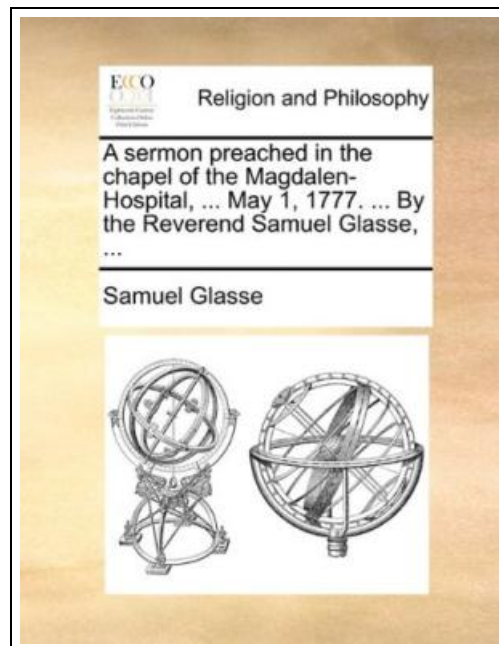 ECCO
Religion and Philosophy
A sermon preached in the
chapel of the Magdalen-
Hospital, ... May 1, 1777. ... By
the Reverend Samuel Glasse,
...
Samuel Glasse